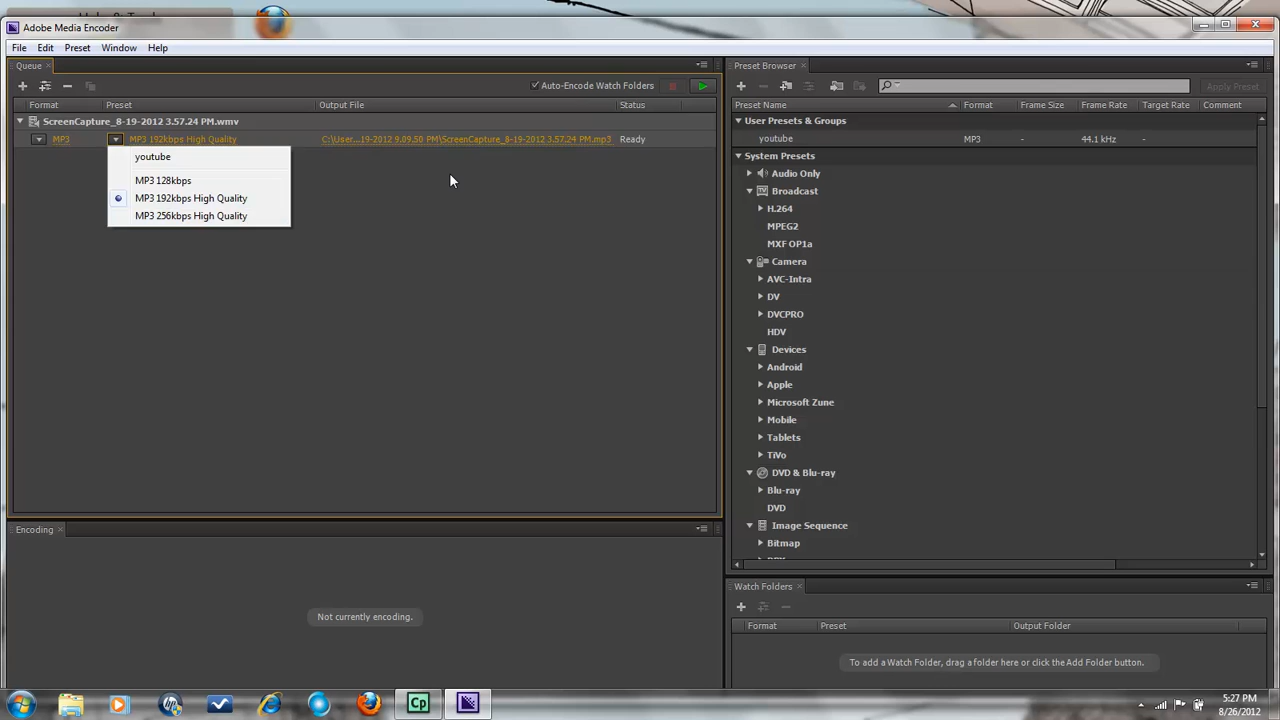 Adobe Media Encoder
File Edit Preset Window Help
Queue
Auto-Encode Watch Folders
Format Preset Output File Status
ScreenCapture_8-19-2012 3.57.24 PM.wmv
MP3 MP3 192kbps High Quality C:\User...19-2012 9.09.50 PM\ScreenCapture_8-19-2012 3.57.24 PM.mp3 Ready
youtube
MP3 128kbps
MP3 192kbps High Quality
MP3 256kbps High Quality
Encoding
Not currently encoding.
Preset Browser
Apply Preset
Preset Name Format Frame Size Frame Rate Target Rate Comment
User Presets & Groups
youtube MP3 - 44.1 kHz -
System Presets
Audio Only
Broadcast
H.264
MPEG2
MXF OP1a
Camera
AVC-Intra
DV
DVCPRO
HDV
Devices
Android
Apple
Microsoft Zune
Mobile
Tablets
TiVo
DVD & Blu-ray
Blu-ray
DVD
Image Sequence
Bitmap
Watch Folders
Format Preset Output Folder
To add a Watch Folder, drag a folder here or click the Add Folder button.
hp
Cp
5:27 PM
8/26/2012